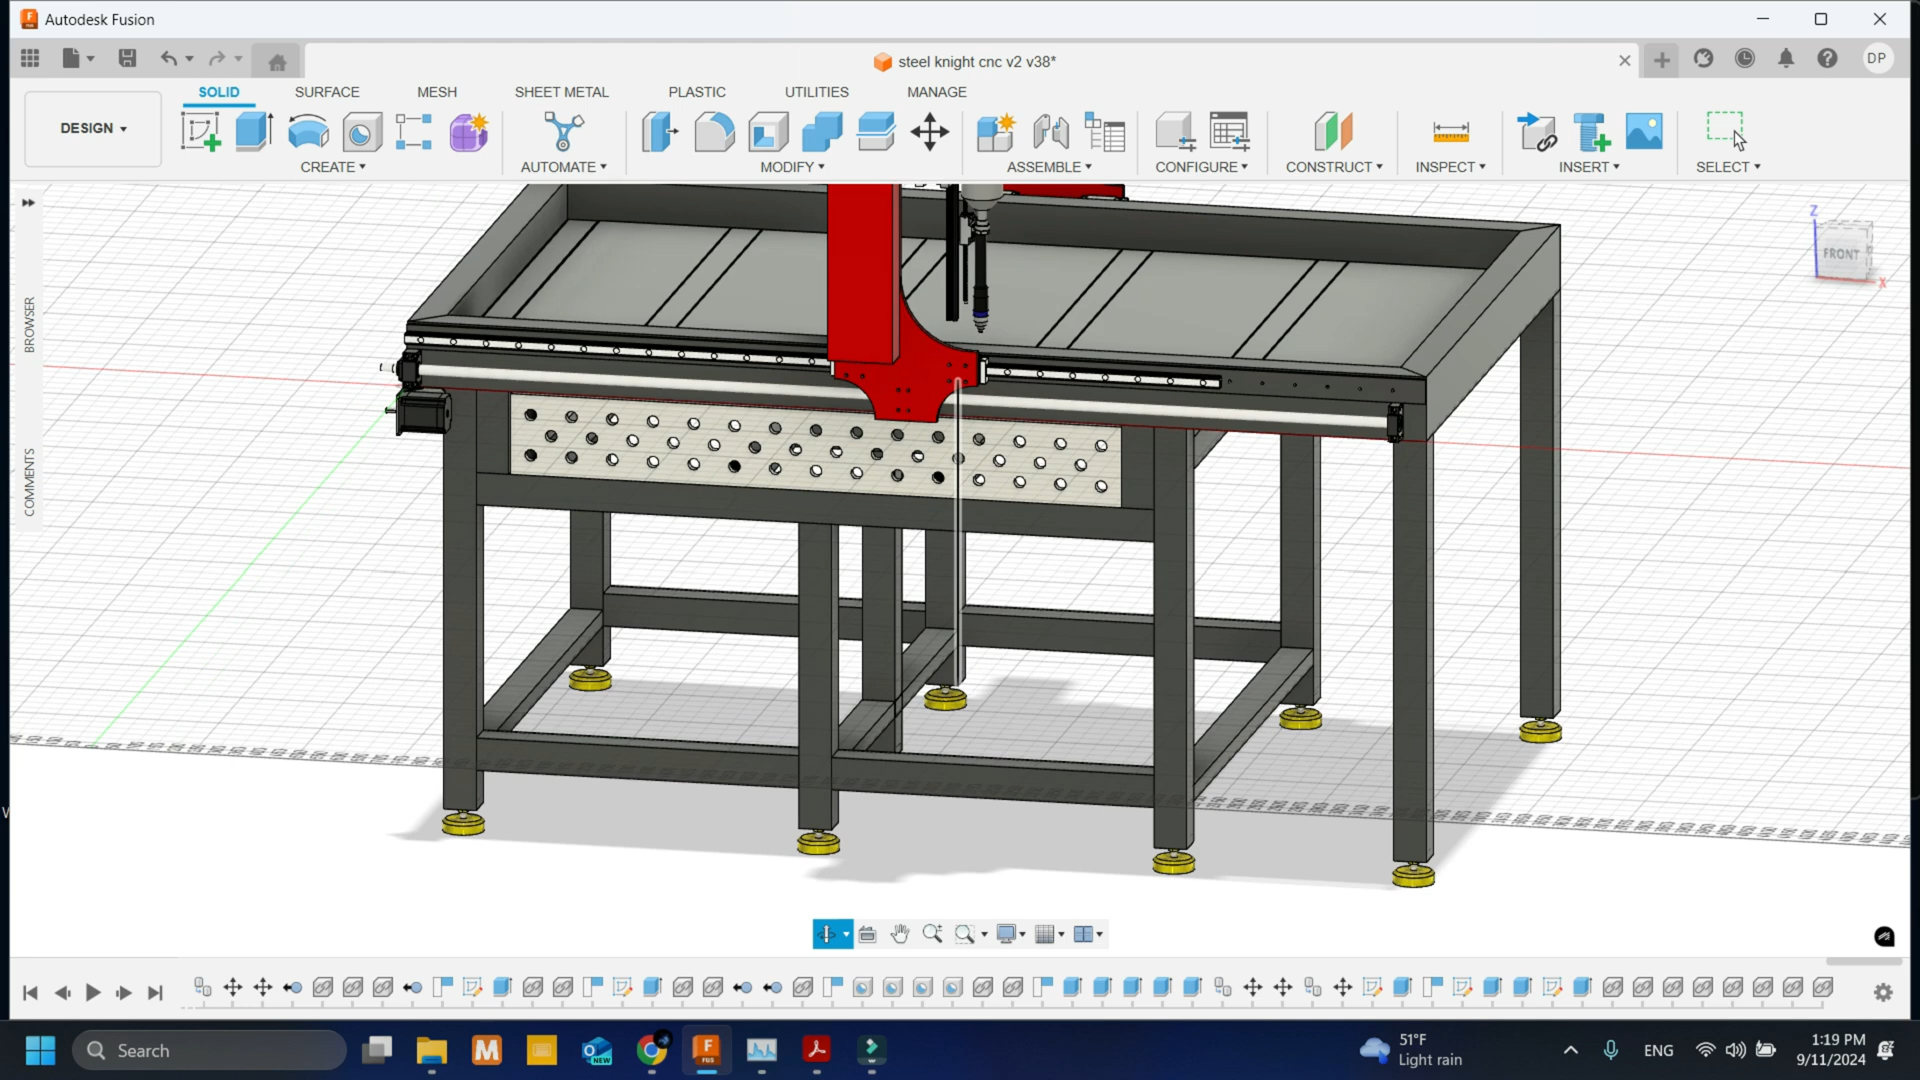 Autodesk Fusion
steel knight cnc v2 v38*
DP
SOLID SURFACE MESH SHEET METAL PLASTIC UTILITIES MANAGE
DESIGN
CREATE AUTOMATE MODIFY ASSEMBLE CONFIGURE CONSTRUCT INSPECT INSERT SELECT
BROWSER
COMMENTS
Z
FRONT
X
Search
M
NEW
F
FUS
51°F
Light rain
ENG
1:19 PM
9/11/2024